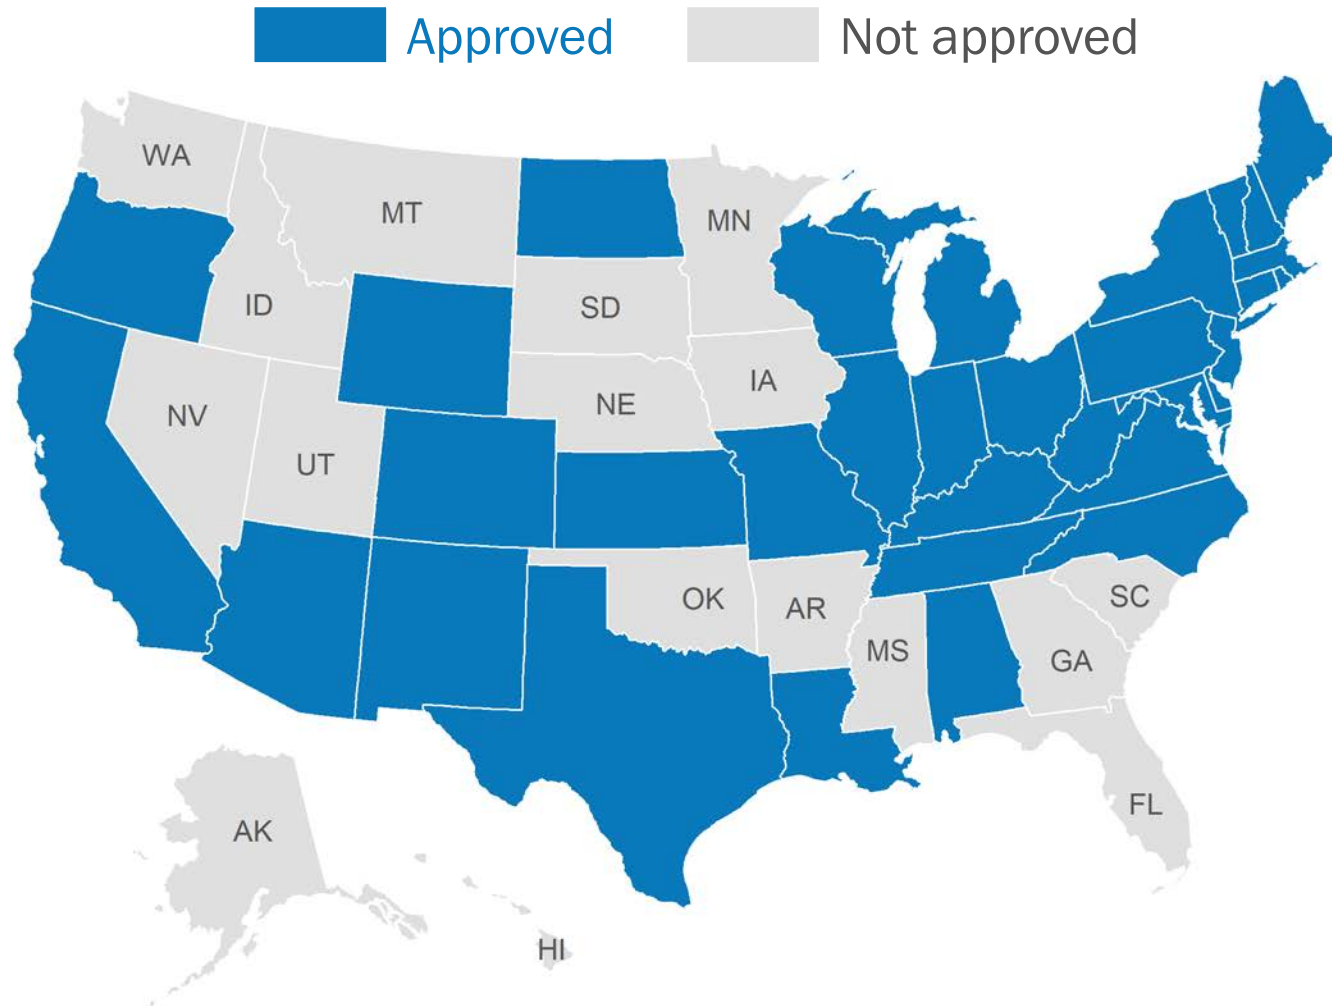 Approved
Not approved
WA
MT
MN
ID
SD
IA
NE
NV
UT
OK
AR
SC
MS
GA
FL
AK
HI